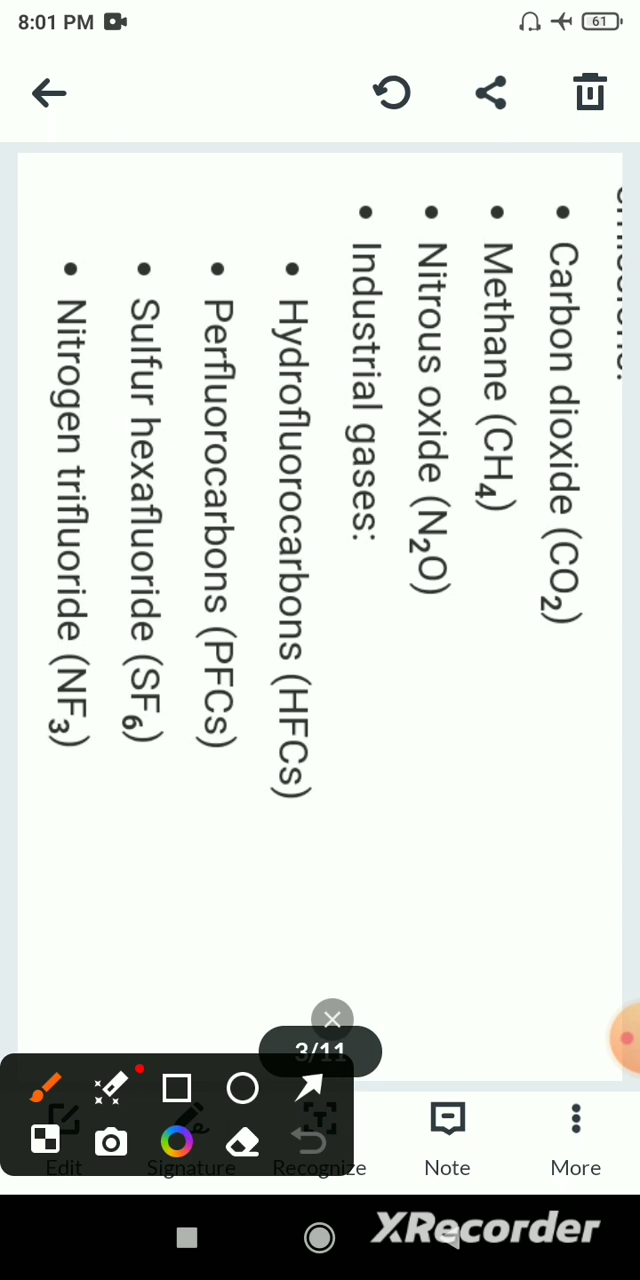 8:01 PM
61
• Carbon dioxide (CO₂)
• Methane (CH₄)
• Nitrous oxide (N₂O)
• Industrial gases:
• Hydrofluorocarbons (HFCs)
• Perfluorocarbons (PFCs)
• Sulfur hexafluoride (SF₆)
• Nitrogen trifluoride (NF₃)
3/11
Edit
Signature
Recognize
Note
More
XRecorder